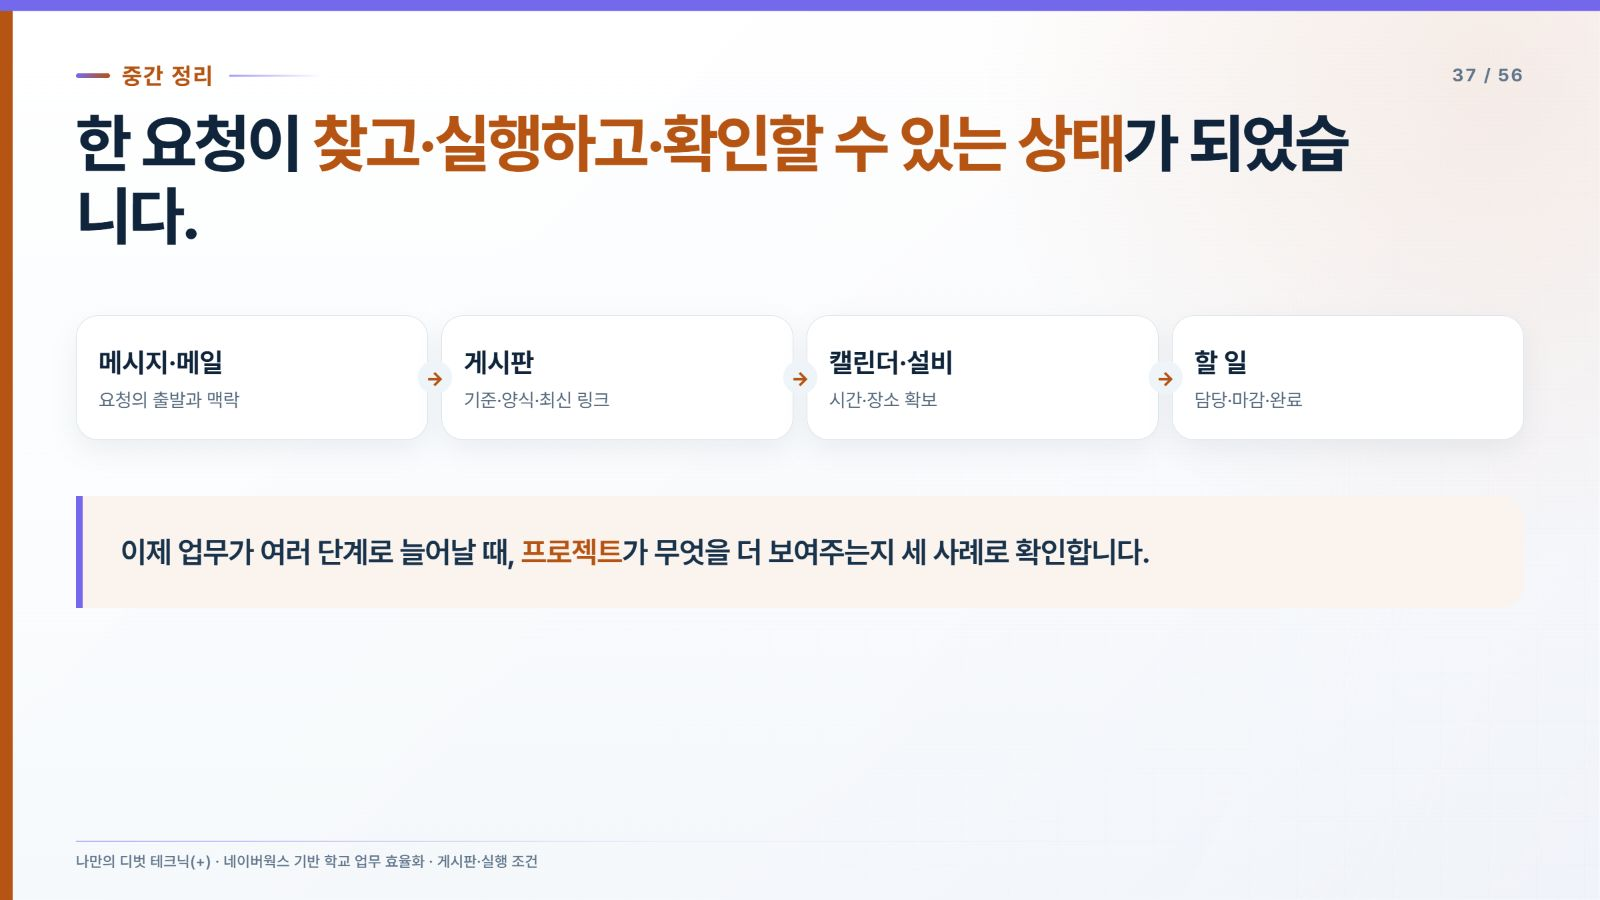 중간 정리
37 / 56
한 요청이 찾고·실행하고·확인할 수 있는 상태가 되었습
니다.
메시지·메일
요청의 출발과 맥락
→
게시판
기준·양식·최신 링크
→
캘린더·설비
시간·장소 확보
→
할 일
담당·마감·완료
이제 업무가 여러 단계로 늘어날 때, 프로젝트가 무엇을 더 보여주는지 세 사례로 확인합니다.
나만의 디벗 테크닉(+) · 네이버웍스 기반 학교 업무 효율화 · 게시판·실행 조건